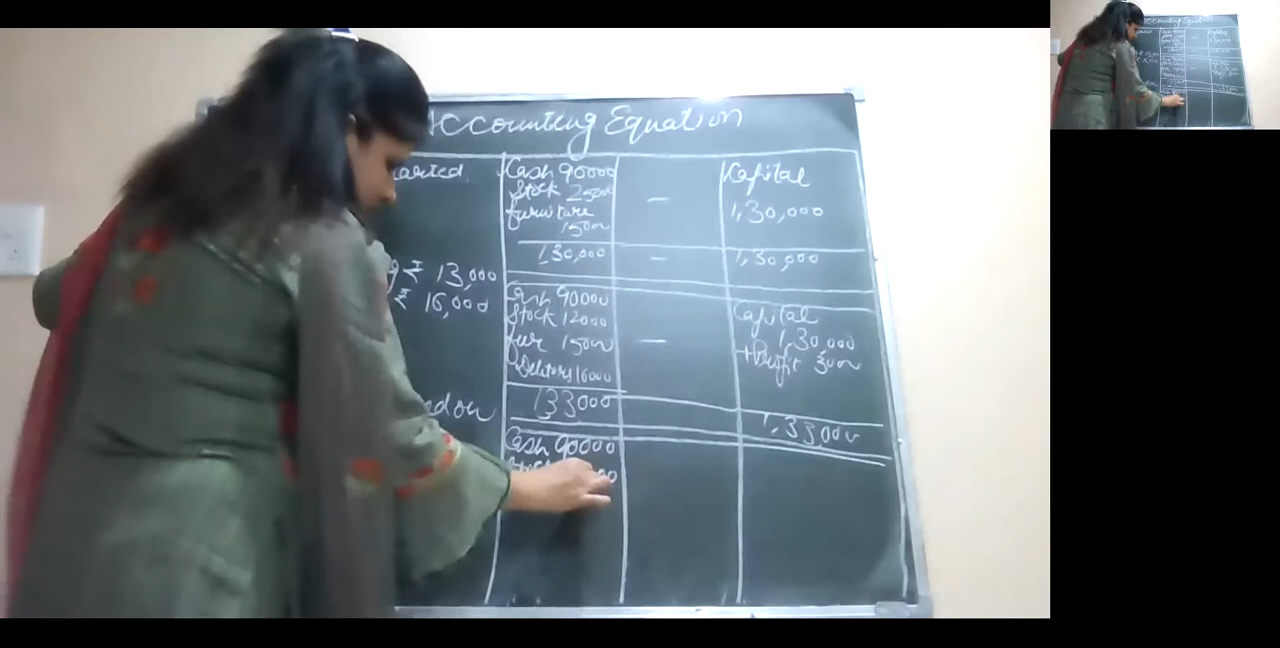 Accounting Equation
Cash 90000
Stock 25000
furniture
15000
Capital
1,30,000
1,30,000
1,30,000
₹ 13,000
₹ 16,000
Cash 90000
Stock 12000
fur 15000
Debtors 16000
Capital
1,30,000
+Profit 3000
133000
1,33000
Cash 90000